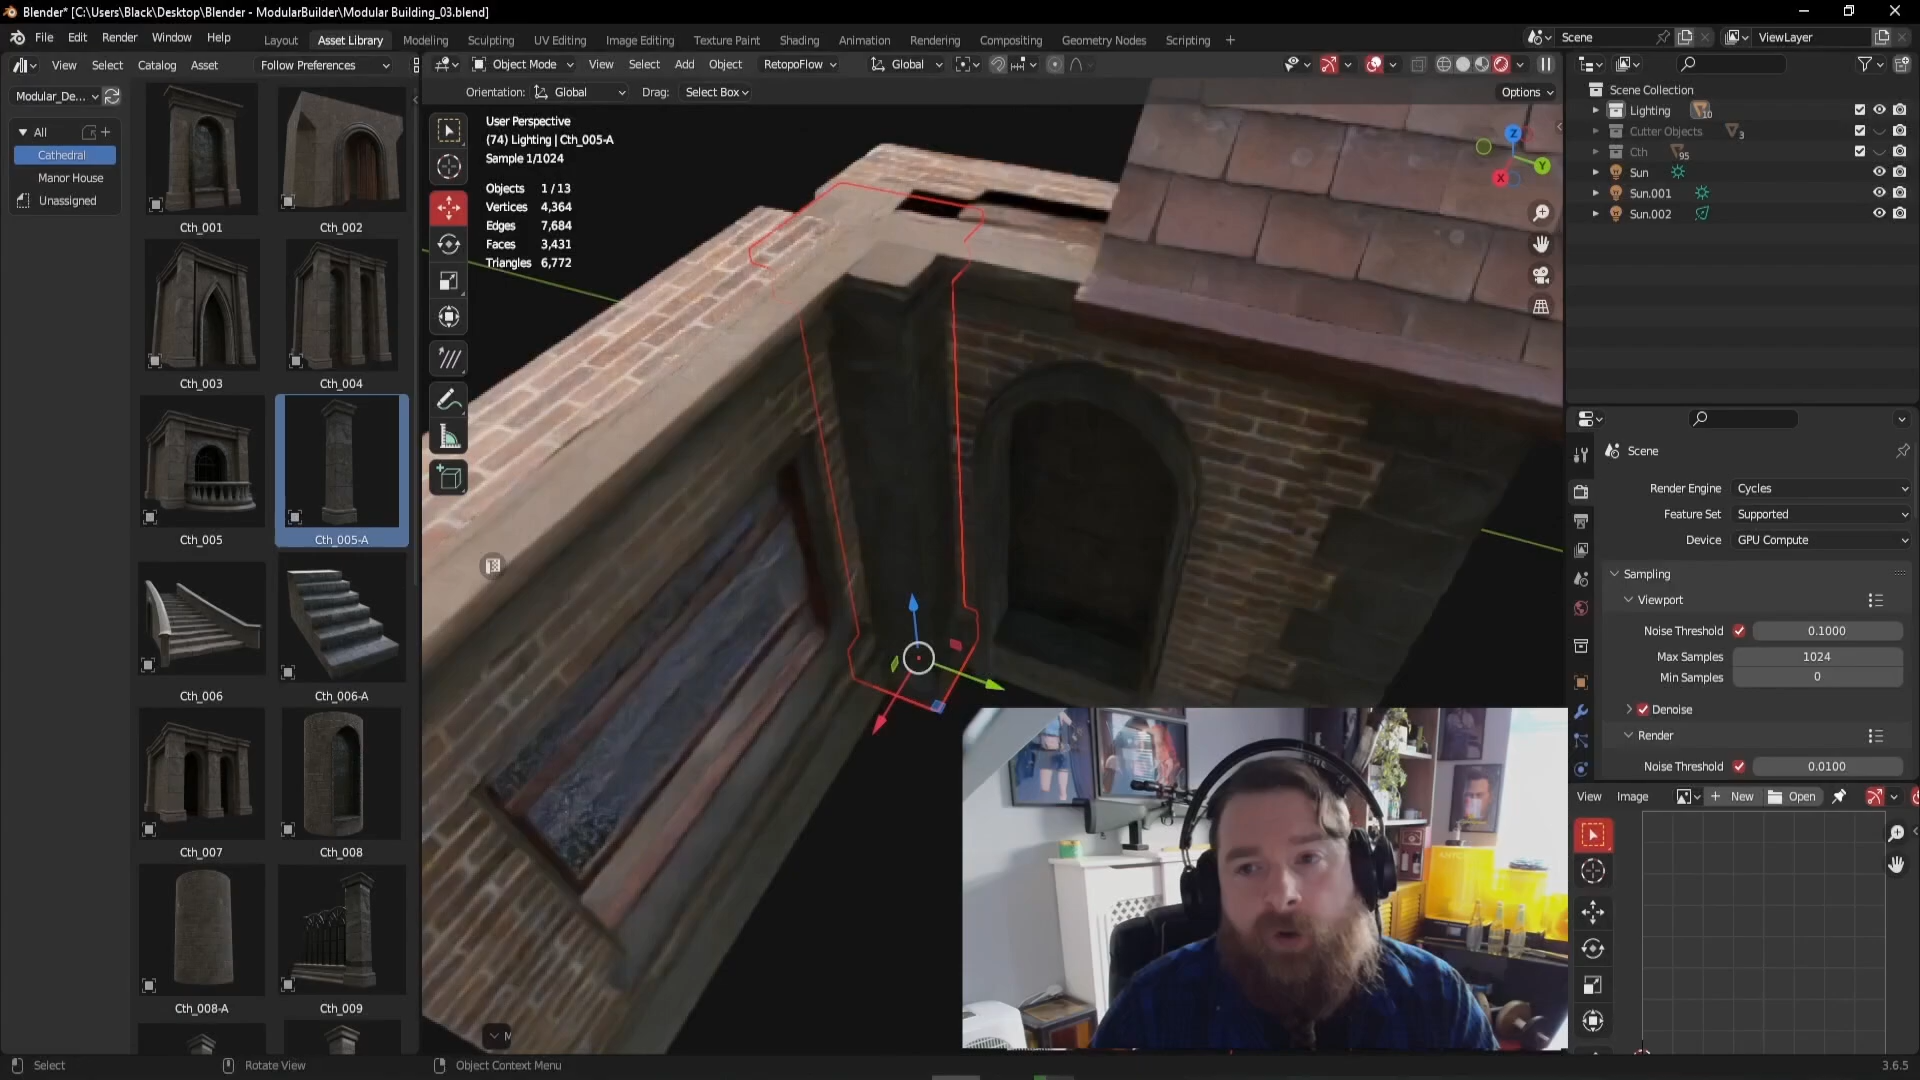 Blender* [C:\Users\Black\Desktop\Blender - ModularBuilder\Modular Building_03.blend]
File Edit Render Window Help
Layout Asset Library Modeling Sculpting UV Editing Image Editing Texture Paint Shading Animation Rendering Compositing Geometry Nodes Scripting +
Scene
ViewLayer
View Select Catalog Asset Follow Preferences
Object Mode View Select Add Object RetopoFlow Global
Orientation: Global Drag: Select Box
Options
Modular_De...
All
Cathedral
Manor House
Unassigned
Cth_001
Cth_002
Cth_003
Cth_004
Cth_005
Cth_005-A
Cth_006
Cth_006-A
Cth_007
Cth_008
Cth_008-A
Cth_009
User Perspective
(74) Lighting | Cth_005-A
Sample 1/1024
Objects 1 / 13
Vertices 4,364
Edges 7,684
Faces 3,431
Triangles 6,772
Z
Y
X
Scene Collection
Lighting 10
Cutter Objects 3
Cth 95
Sun
Sun.001
Sun.002
Scene
Render Engine Cycles
Feature Set Supported
Device GPU Compute
Sampling
Viewport
Noise Threshold 0.1000
Max Samples 1024
Min Samples 0
Denoise
Render
Noise Threshold 0.0100
View Image + New Open
Select
Rotate View
Object Context Menu
3.6.5